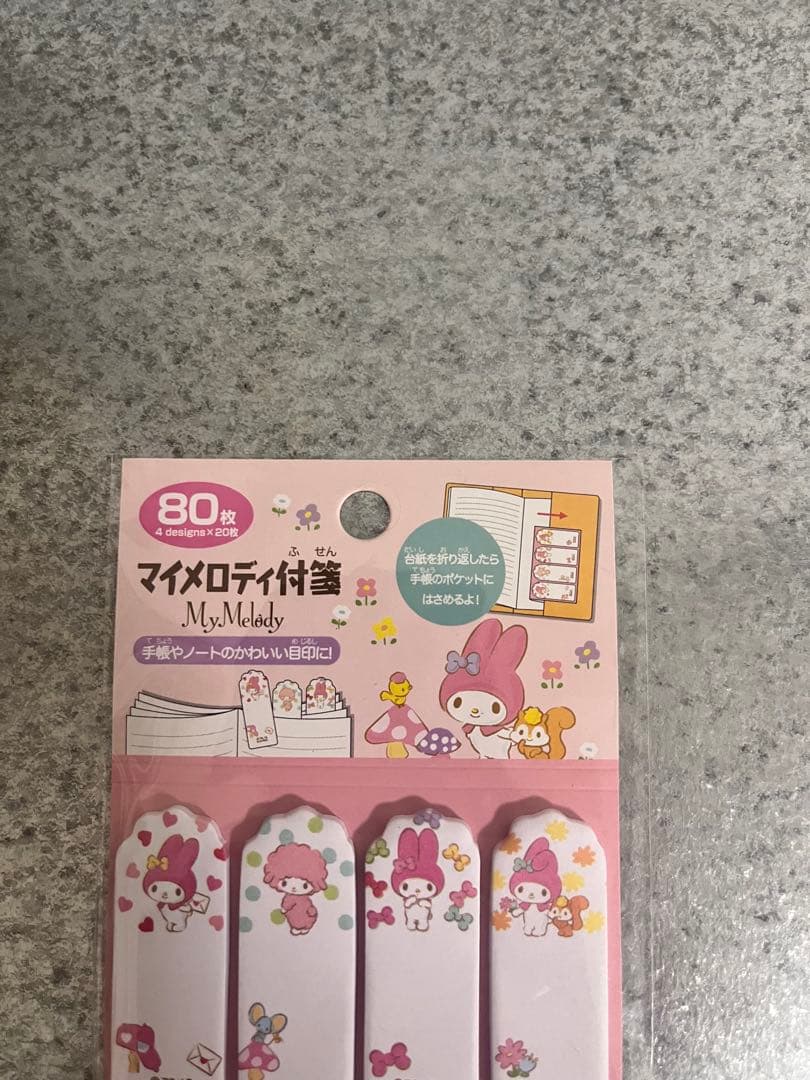 80枚
4 designs×20枚
ふ せん
マイメロディ付箋
My Melody
て ちょう め じるし
手帳やノートのかわいい目印に!
だい し お かえ
台紙を折り返したら
て ちょう
手帳のポケットに
はさめるよ!